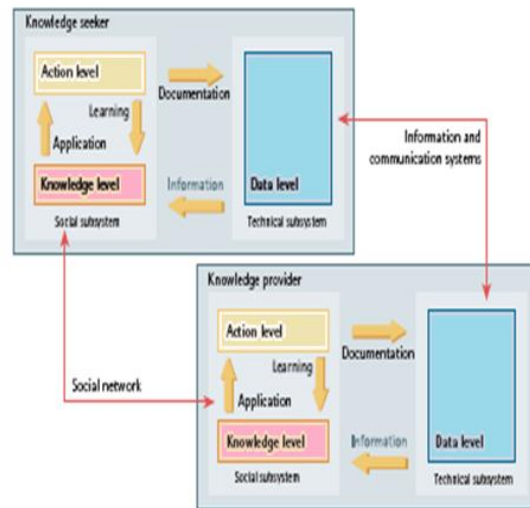 Knowledge seeker
Action level
Documentation
Learning
Application
Knowledge level
Information
Data level
Social subsystem
Technical subsystem
Information and
communication systems
Knowledge provider
Action level
Documentation
Learning
Application
Knowledge level
Information
Data level
Social subsystem
Technical subsystem
Social network